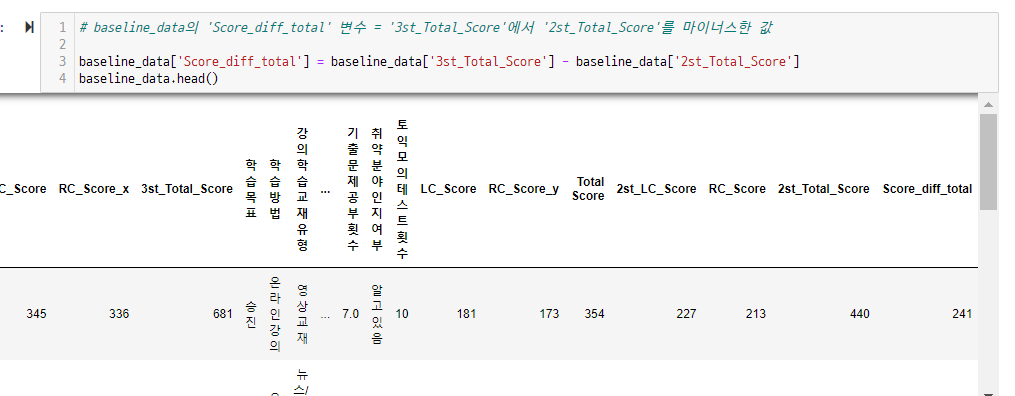 :
1 # baseline_data의 'Score_diff_total' 변수 = '3st_Total_Score'에서 '2st_Total_Score'를 마이너스한 값
2
3 baseline_data['Score_diff_total'] = baseline_data['3st_Total_Score'] - baseline_data['2st_Total_Score']
4 baseline_data.head()
C_Score RC_Score_x 3st_Total_Score 학습목표 학습방법 강의학습교재유형 ... 기출문제공부횟수 취약분야인지여부 토익모의테스트횟수 LC_Score RC_Score_y Total Score 2st_LC_Score RC_Score 2st_Total_Score Score_diff_total
345 336 681 승진 온라인강의 영상교재 ... 7.0 알고있음 10 181 173 354 227 213 440 241
뉴스/